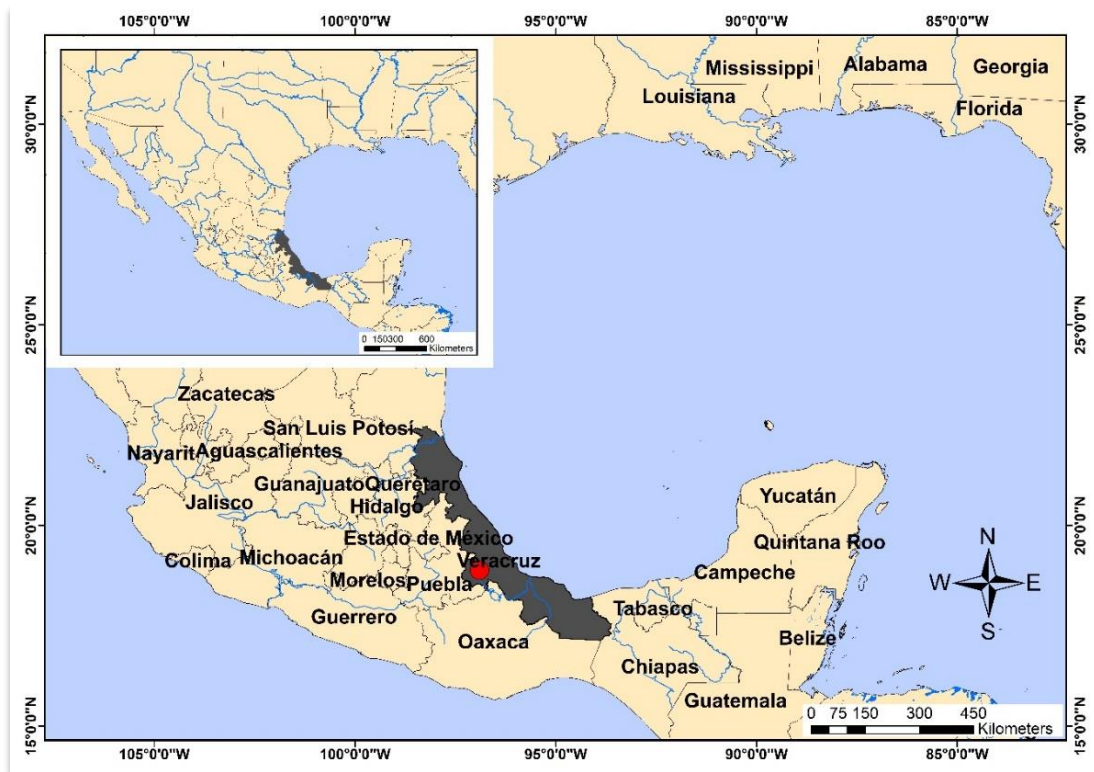 105°0'0"W 100°0'0"W 95°0'0"W 90°0'0"W 85°0'0"W
Mississippi Alabama Georgia
Louisiana Florida
30°0'0"N 30°0'0"N
25°0'0"N 25°0'0"N
0 150300 600
Kilometers
Zacatecas
San Luis Potosí
Nayarit Aguascalientes
Guanajuato Querétaro
Jalisco Hidalgo
Yucatán
20°0'0"N 20°0'0"N
Estado de México
Quintana Roo
Colima Michoacán Veracruz
Morelos Puebla Campeche
Guerrero Tabasco
Oaxaca Belize
Chiapas
Guatemala
N
W E
S
0 75 150 300 450
Kilometers
15°0'0"N 15°0'0"N
105°0'0"W 100°0'0"W 95°0'0"W 90°0'0"W 85°0'0"W